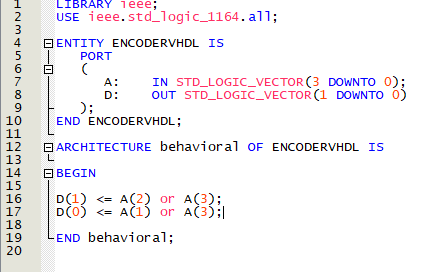 1 LIBRARY ieee;
2 USE ieee.std_logic_1164.all;
3
4 ENTITY ENCODERVHDL IS
5 PORT
6 (
7 A: IN STD_LOGIC_VECTOR(3 DOWNTO 0);
8 D: OUT STD_LOGIC_VECTOR(1 DOWNTO 0)
9 );
10 END ENCODERVHDL;
11
12 ARCHITECTURE behavioral OF ENCODERVHDL IS
13
14 BEGIN
15
16 D(1) <= A(2) or A(3);
17 D(0) <= A(1) or A(3);
18
19 END behavioral;
20